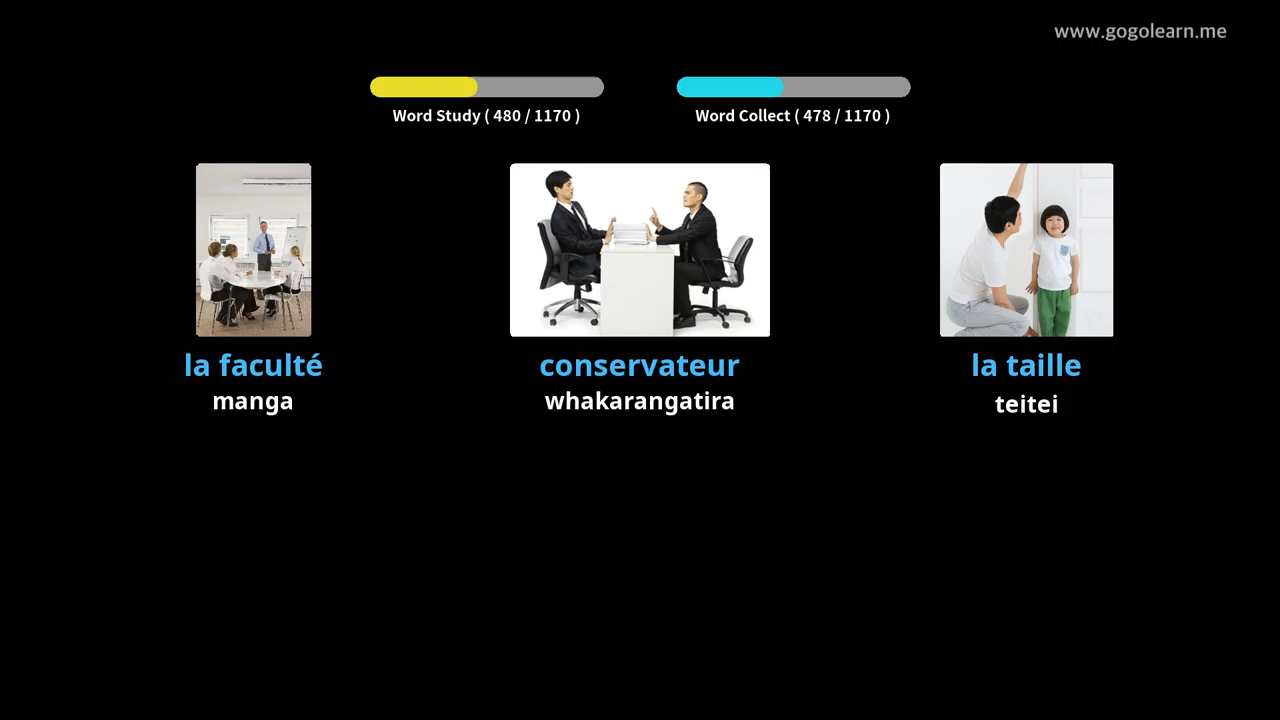 www.gogolearn.me
Word Study ( 480 / 1170 )
Word Collect ( 478 / 1170 )
la faculté
manga
conservateur
whakarangatira
la taille
teitei